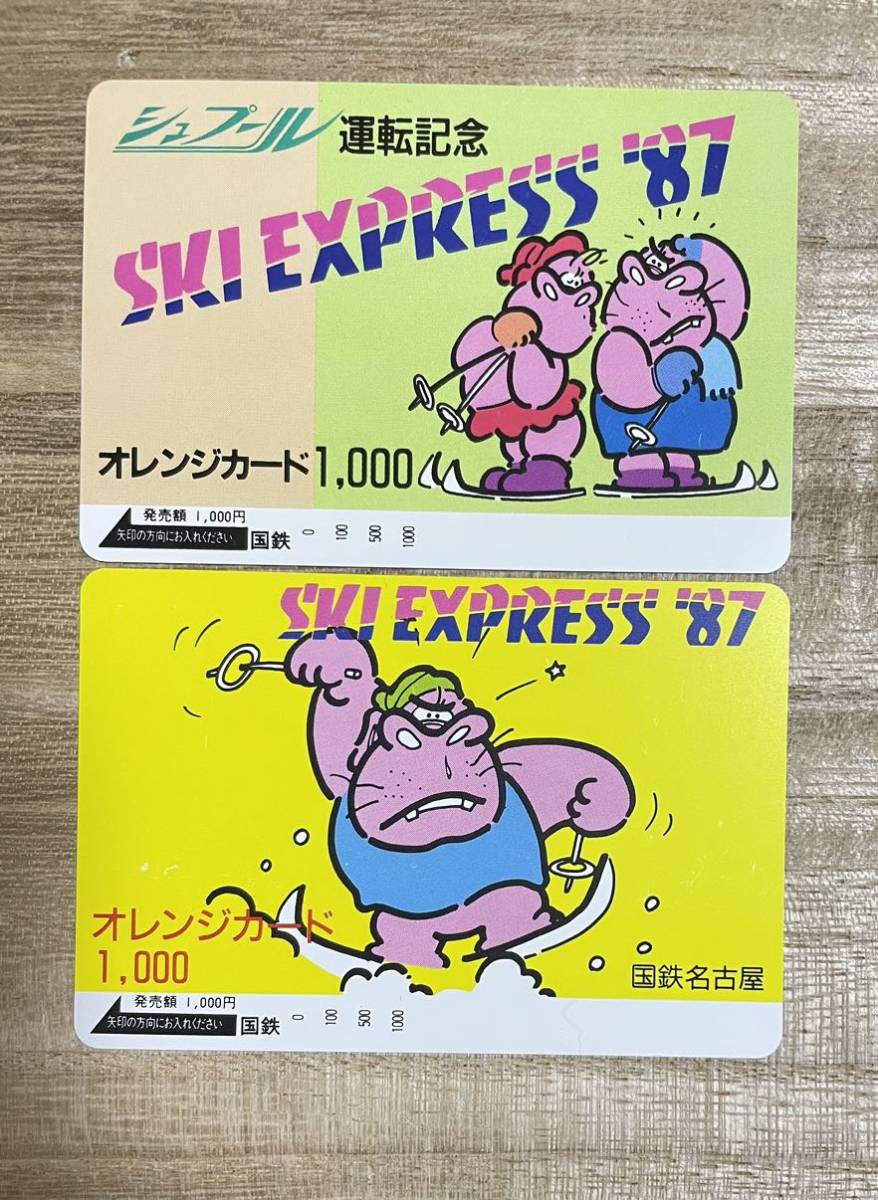 シュプール 運転記念
SKI EXPRESS '87
オレンジカード 1,000
発売額 1,000円
矢印の方向にお入れください 国鉄 0 100 500 1000
SKI EXPRESS '87
オレンジカード
1,000
国鉄名古屋
発売額 1,000円
矢印の方向にお入れください 国鉄 0 100 500 1000